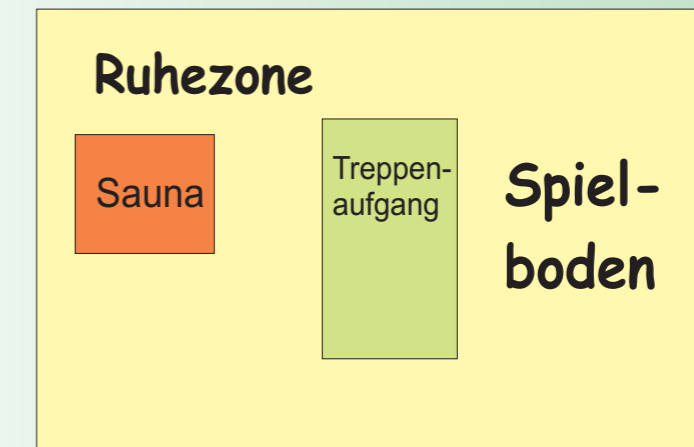 Ruhezone
Sauna
Treppen-
aufgang
Spiel-
boden